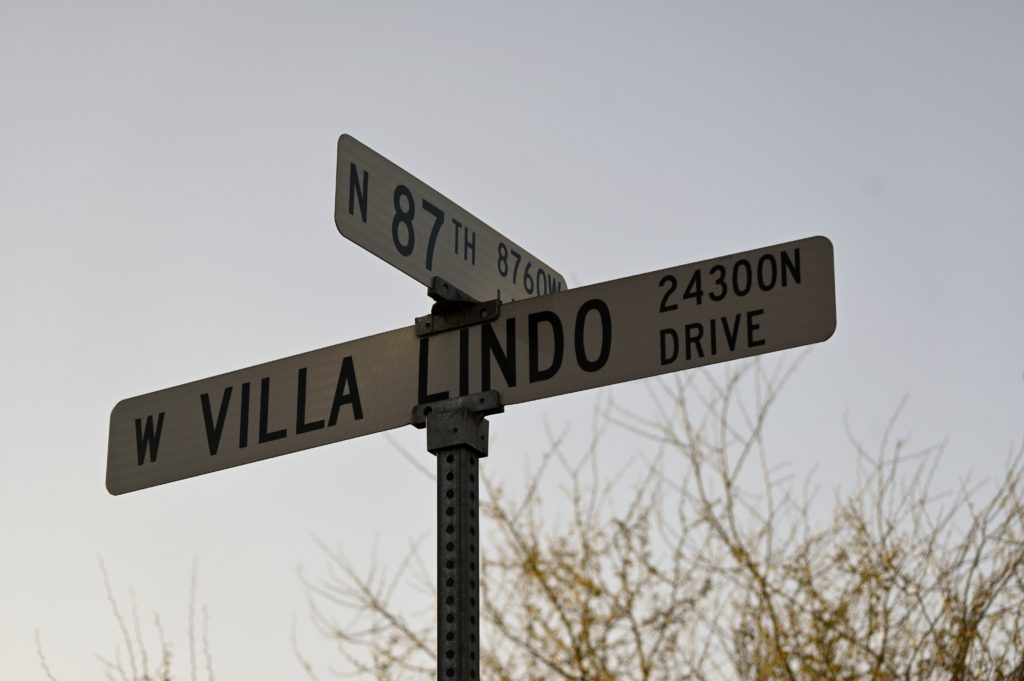 N 87TH 8760W
W VILLA LINDO 24300N
DRIVE